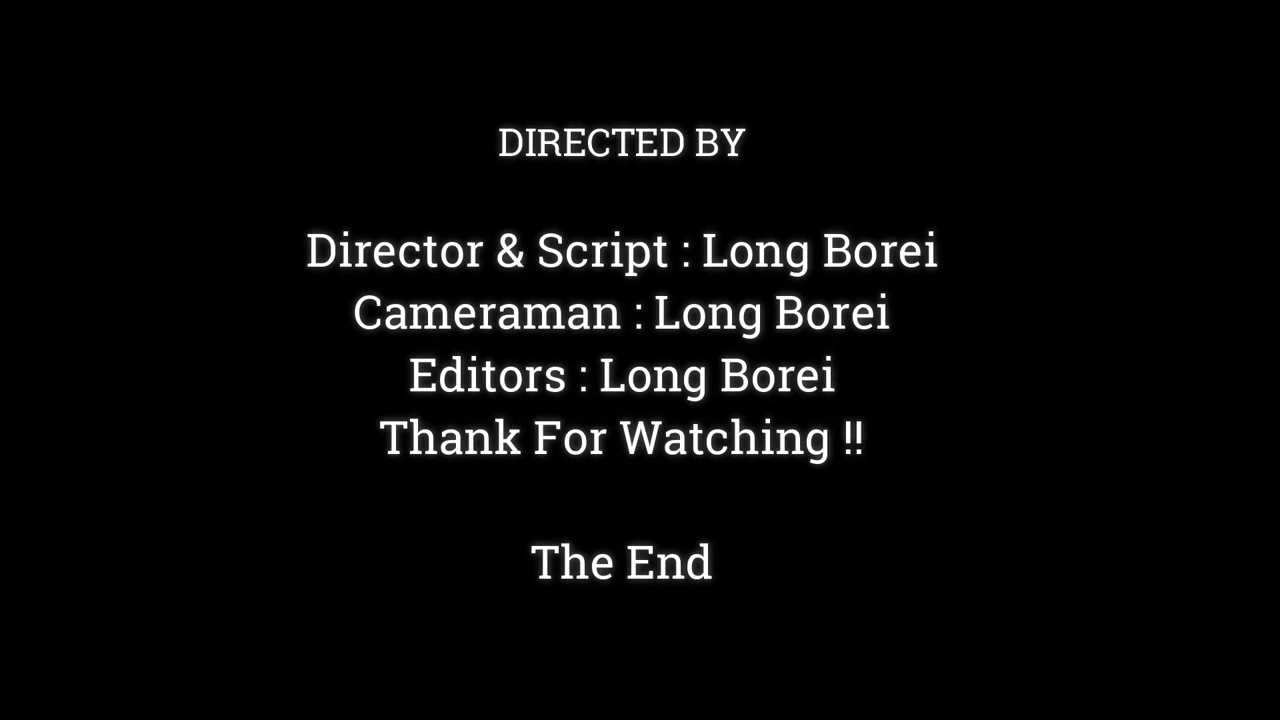 DIRECTED BY
Director & Script : Long Borei
Cameraman : Long Borei
Editors : Long Borei
Thank For Watching !!
The End